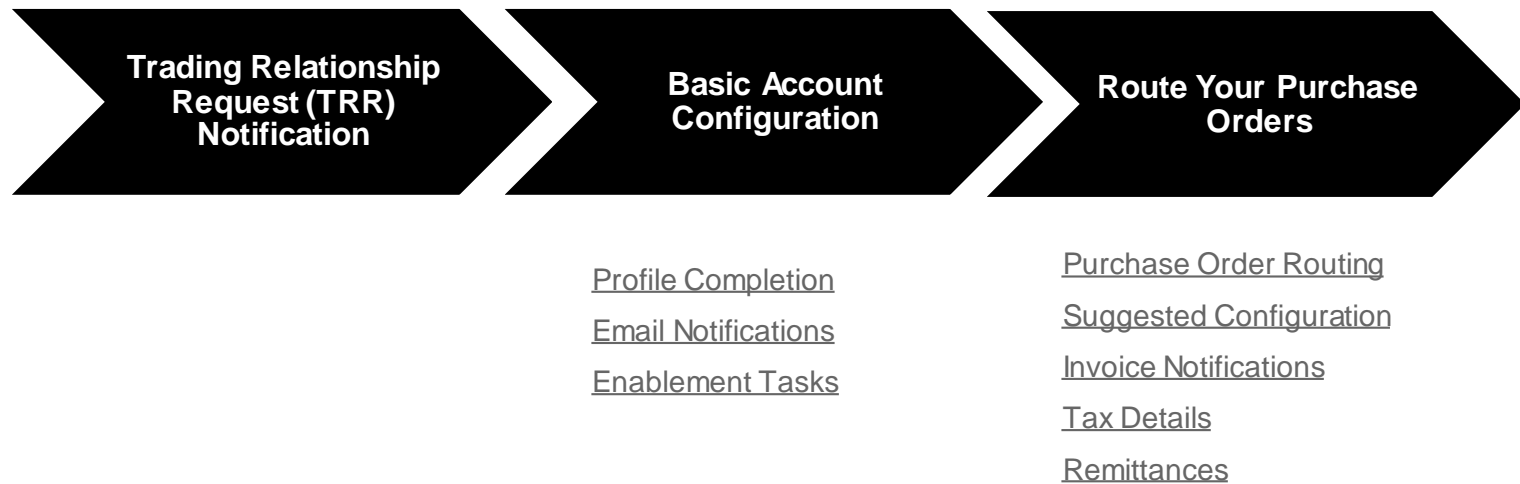 Trading Relationship
Request (TRR)
Notification
Basic Account
Configuration
Route Your Purchase
Orders
Profile Completion
Email Notifications
Enablement Tasks
Purchase Order Routing
Suggested Configuration
Invoice Notifications
Tax Details
Remittances